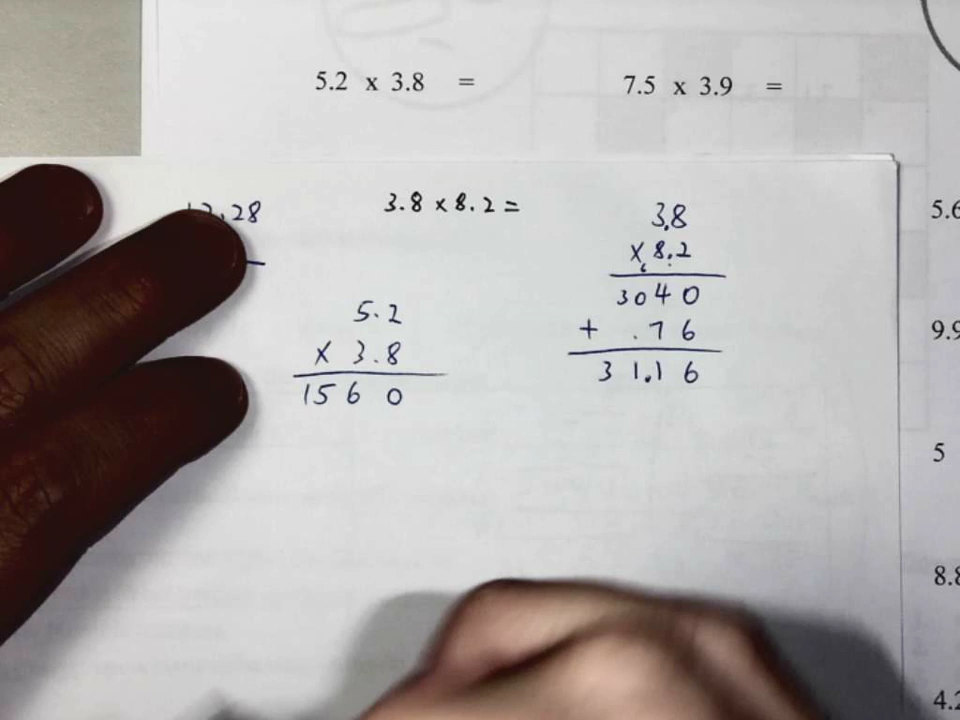 5.2 x 3.8 =
7.5 x 3.9 =
3.8 x 8.2 =
3.8
x 8.2
3040
+ .76
31.16
5.2
x 3.8
1560
5